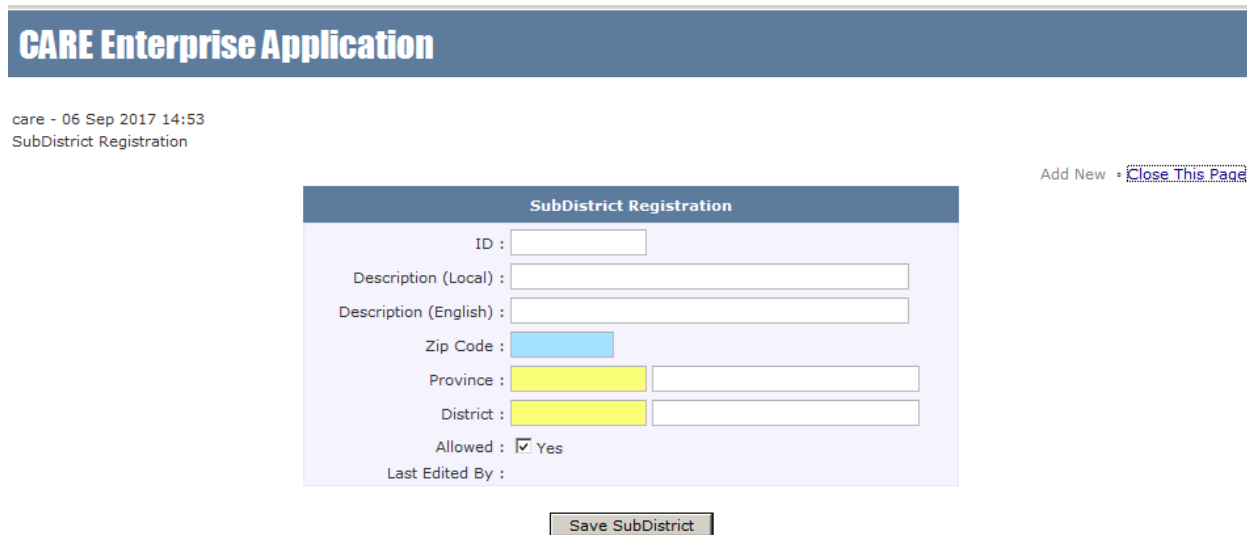 CARE Enterprise Application
care - 06 Sep 2017 14:53
SubDistrict Registration
Add New • Close This Page
SubDistrict Registration
ID :
Description (Local) :
Description (English) :
Zip Code :
Province :
District :
Allowed : Yes
Last Edited By :
Save SubDistrict